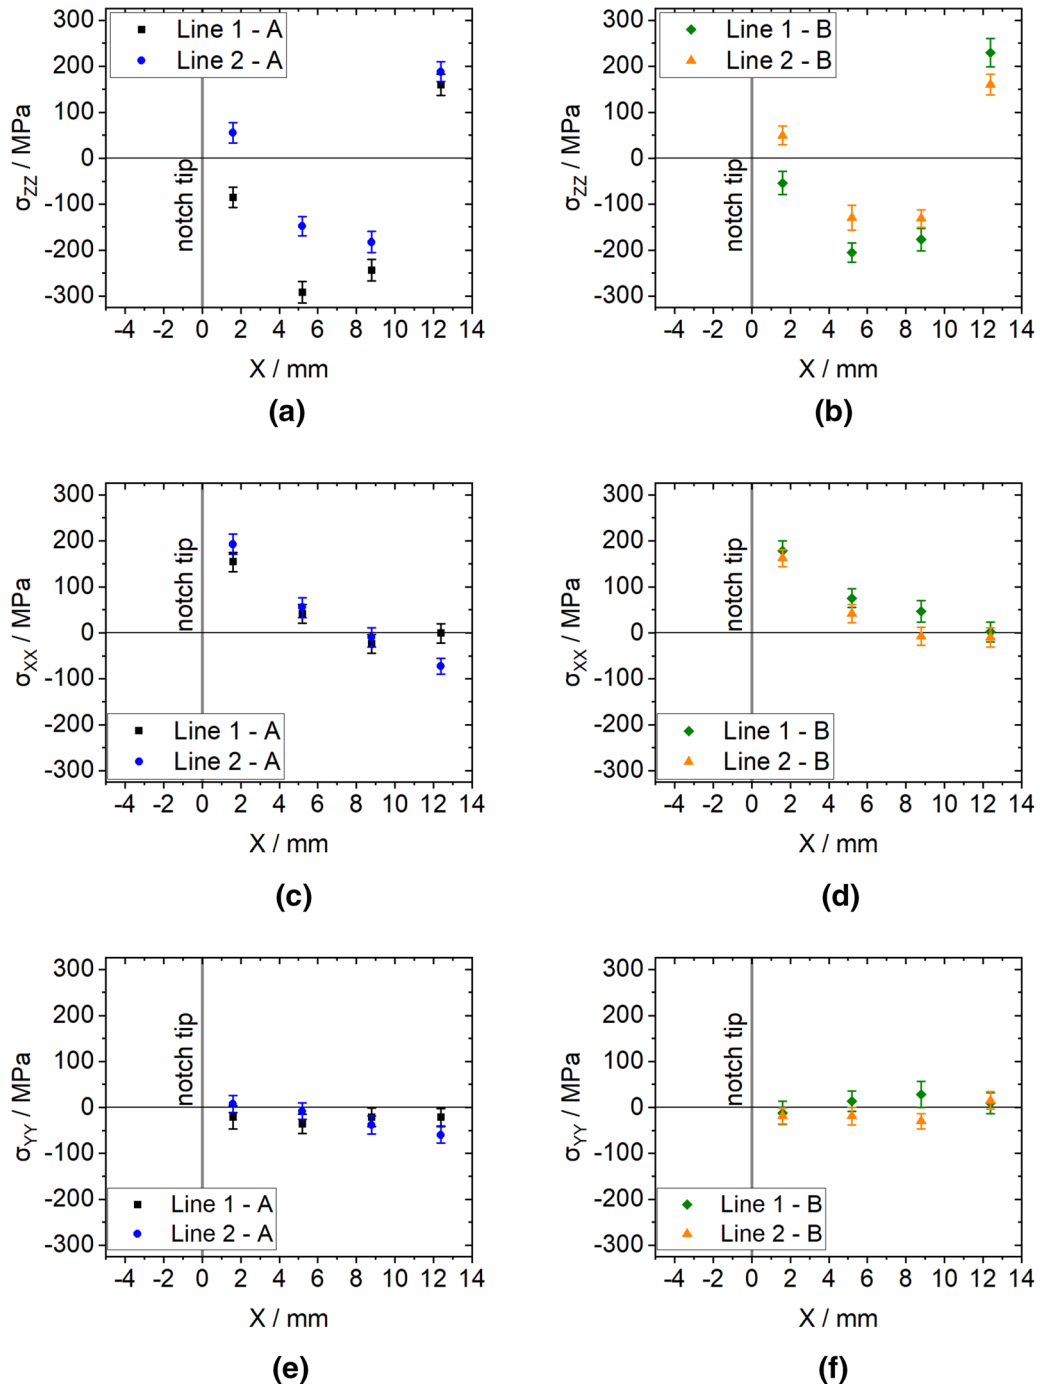 300
200
100
0
-100
-200
-300
σZZ / MPa
Line 1 - A
Line 2 - A
notch tip
-4 -2 0 2 4 6 8 10 12 14
X / mm
(a)
300
200
100
0
-100
-200
-300
σZZ / MPa
Line 1 - B
Line 2 - B
notch tip
-4 -2 0 2 4 6 8 10 12 14
X / mm
(b)
300
200
100
0
-100
-200
-300
σXX / MPa
notch tip
Line 1 - A
Line 2 - A
-4 -2 0 2 4 6 8 10 12 14
X / mm
(c)
300
200
100
0
-100
-200
-300
σXX / MPa
notch tip
Line 1 - B
Line 2 - B
-4 -2 0 2 4 6 8 10 12 14
X / mm
(d)
300
200
100
0
-100
-200
-300
σYY / MPa
notch tip
Line 1 - A
Line 2 - A
-4 -2 0 2 4 6 8 10 12 14
X / mm
(e)
300
200
100
0
-100
-200
-300
σYY / MPa
notch tip
Line 1 - B
Line 2 - B
-4 -2 0 2 4 6 8 10 12 14
X / mm
(f)